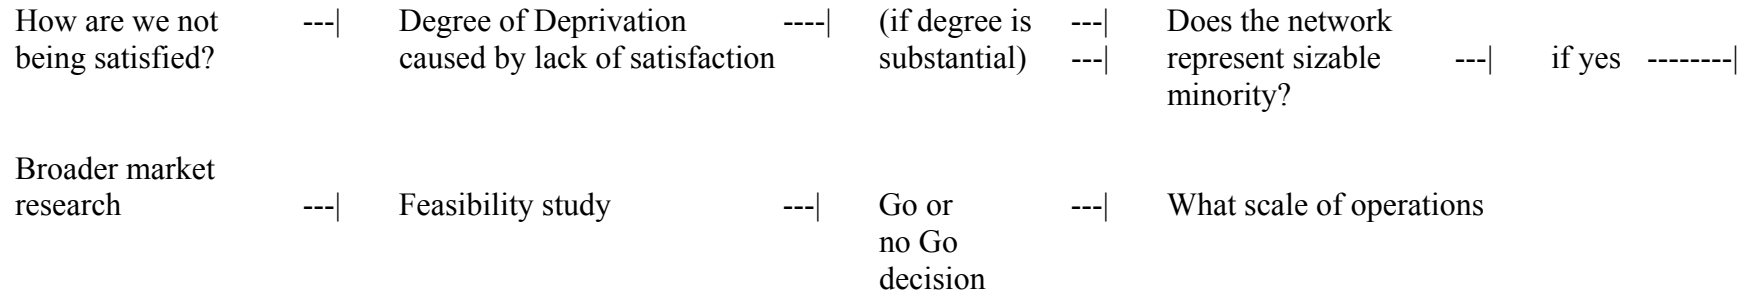 How are we not ---| Degree of Deprivation ----| (if degree is ---| Does the network
being satisfied? caused by lack of satisfaction substantial) ---| represent sizable ---| if yes --------|
minority?
Broader market
research ---| Feasibility study ---| Go or ---| What scale of operations
no Go
decision